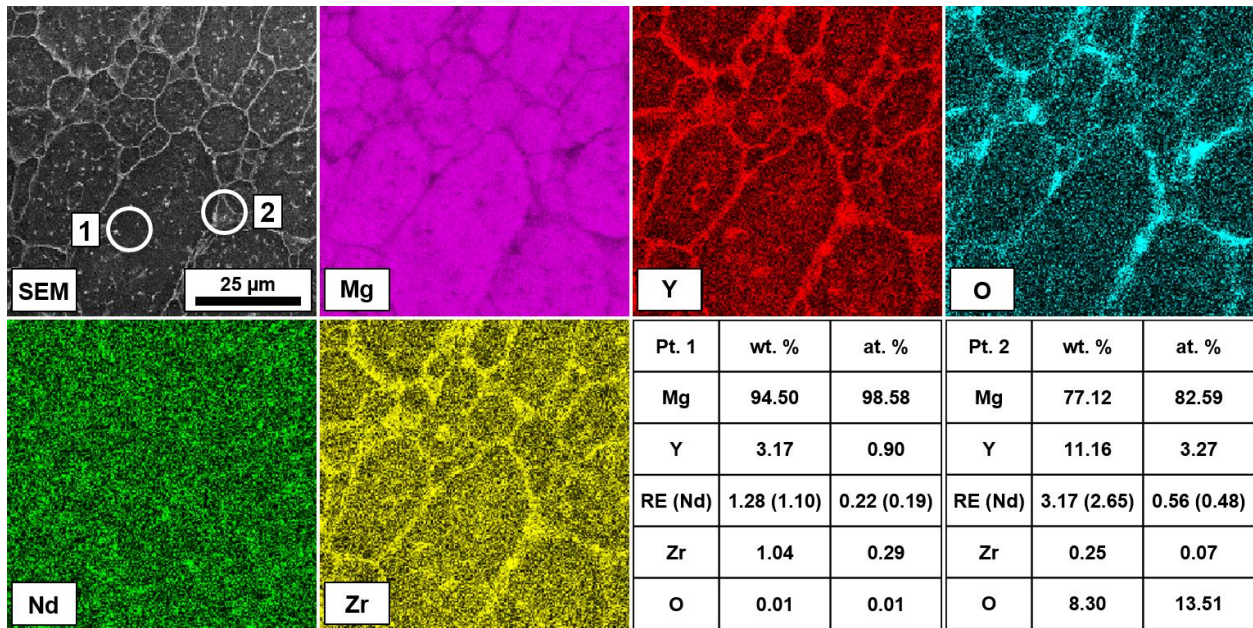 1
2
SEM
25 µm
Mg
Y
O
Nd
Zr
Pt. 1 wt. % at. %
Mg 94.50 98.58
Y 3.17 0.90
RE (Nd) 1.28 (1.10) 0.22 (0.19)
Zr 1.04 0.29
O 0.01 0.01
Pt. 2 wt. % at. %
Mg 77.12 82.59
Y 11.16 3.27
RE (Nd) 3.17 (2.65) 0.56 (0.48)
Zr 0.25 0.07
O 8.30 13.51